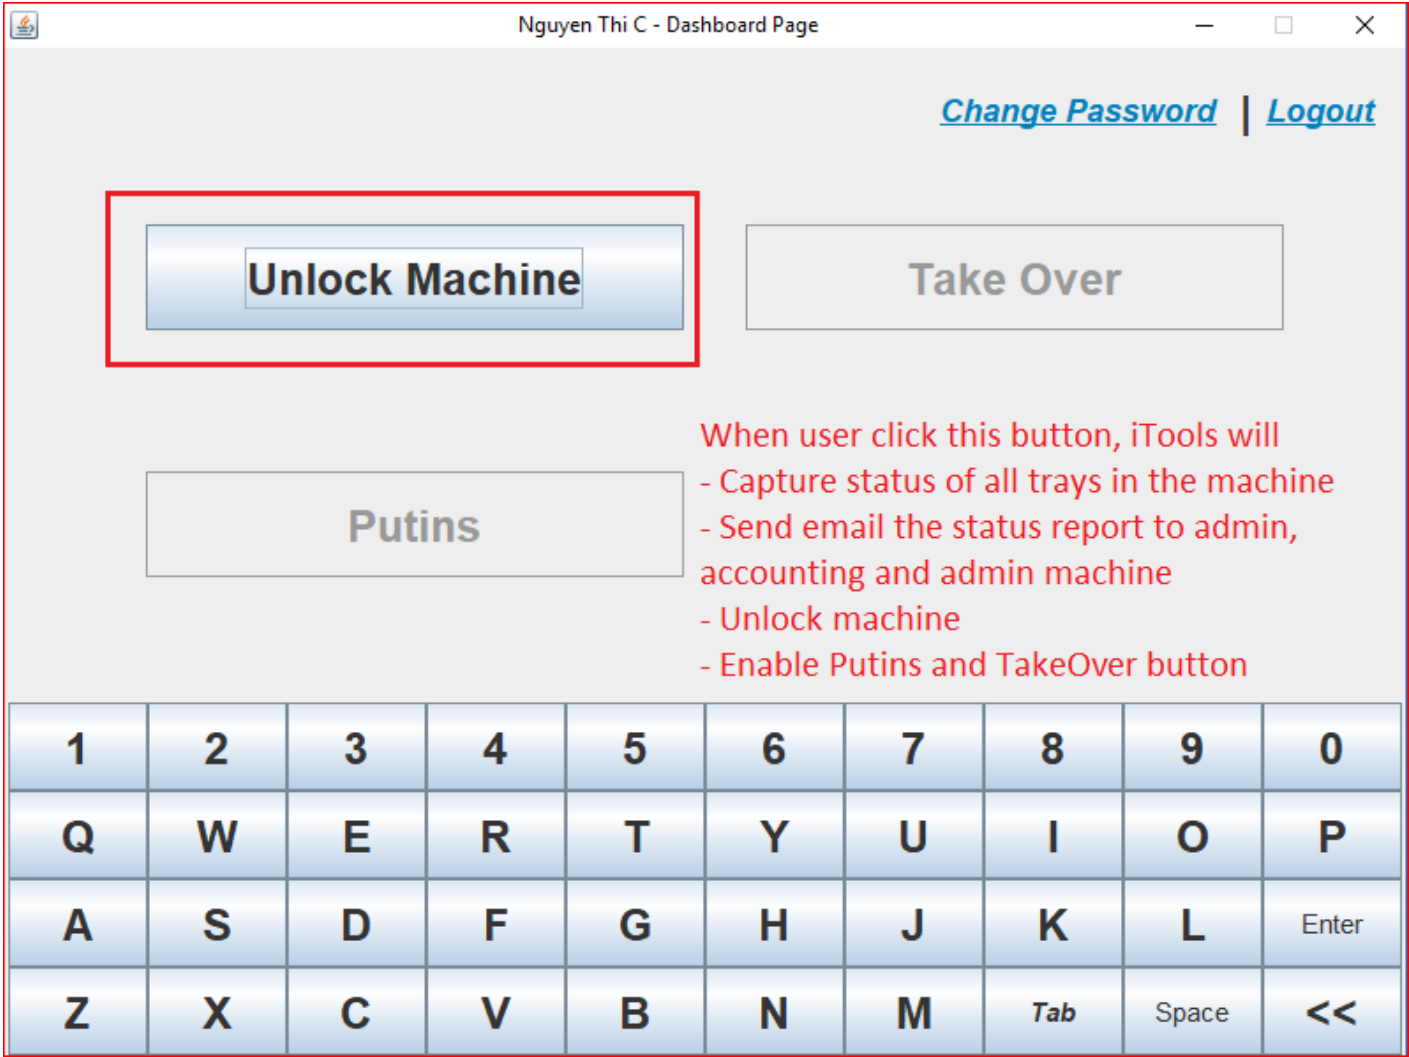 Nguyen Thi C - Dashboard Page
Change Password | Logout
Unlock Machine
Take Over
Putins
When user click this button, iTools will
- Capture status of all trays in the machine
- Send email the status report to admin,
accounting and admin machine
- Unlock machine
- Enable Putins and TakeOver button
1 2 3 4 5 6 7 8 9 0
Q W E R T Y U I O P
A S D F G H J K L Enter
Z X C V B N M Tab Space <<